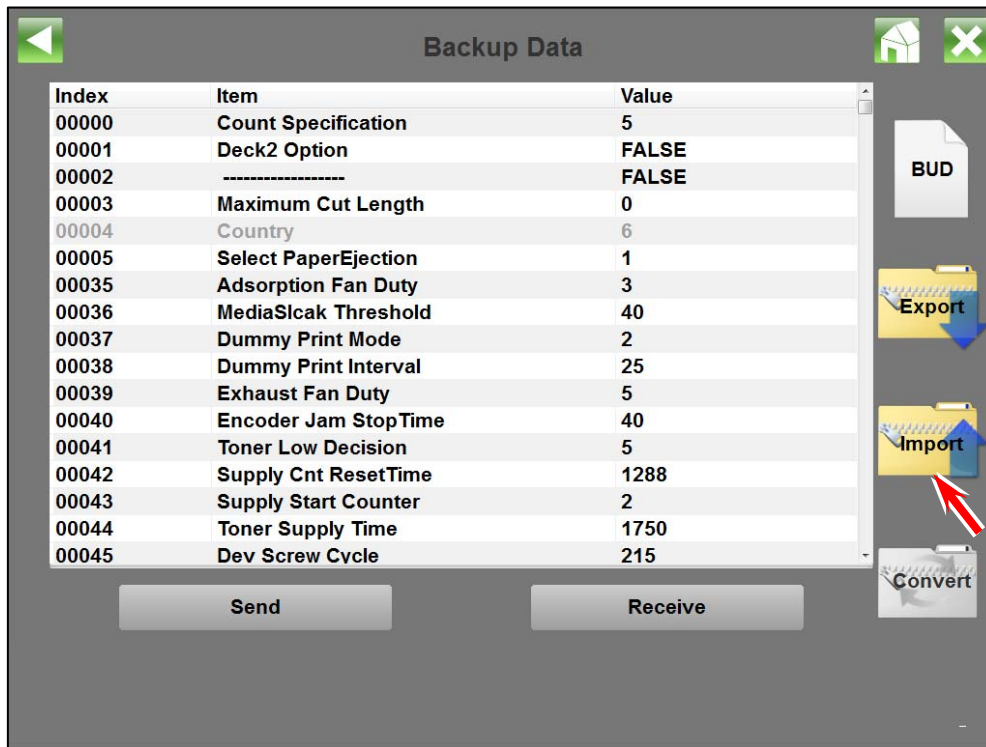 Backup Data
Index Item Value
00000 Count Specification 5
00001 Deck2 Option FALSE
00002 ------------------ FALSE
00003 Maximum Cut Length 0
00004 Country 6
00005 Select PaperEjection 1
00035 Adsorption Fan Duty 3
00036 MediaSlcak Threshold 40
00037 Dummy Print Mode 2
00038 Dummy Print Interval 25
00039 Exhaust Fan Duty 5
00040 Encoder Jam StopTime 40
00041 Toner Low Decision 5
00042 Supply Cnt ResetTime 1288
00043 Supply Start Counter 2
00044 Toner Supply Time 1750
00045 Dev Screw Cycle 215
BUD
Export
Import
Convert
Send Receive